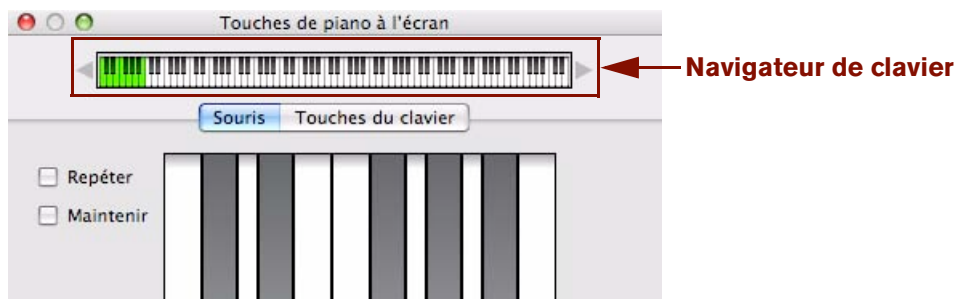 Touches de piano à l'écran
Navigateur de clavier
Souris Touches du clavier
Repéter
Maintenir